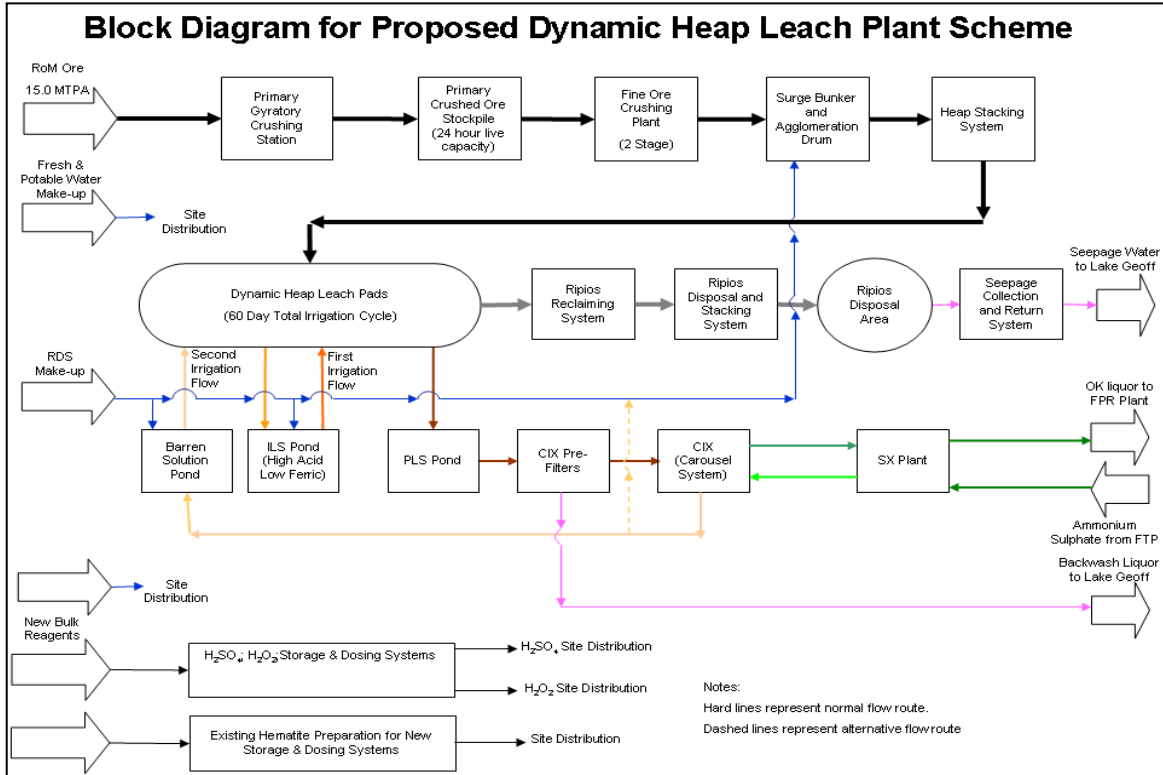 Block Diagram for Proposed Dynamic Heap Leach Plant Scheme
RoM Ore
15.0 MTPA
Primary
Gyratory
Crushing
Station
Primary
Crushed Ore
Stockpile
(24 hour live
capacity)
Fine Ore
Crushing
Plant
(2 Stage)
Surge Bunker
and
Agglomeration
Drum
Heap Stacking
System
Fresh &
Potable Water
Make-up
Site
Distribution
Dynamic Heap Leach Pads
(60 Day Total Irrigation Cycle)
Ripios
Reclaiming
System
Ripios
Disposal and
Stacking
System
Ripios
Disposal
Area
Seepage
Collection
and Return
System
Seepage Water
to Lake Geoff
RDS
Make-up
Second
Irrigation
Flow
First
Irrigation
Flow
Barren
Solution
Pond
ILS Pond
(High Acid
Low Ferric)
PLS Pond
CIX Pre-
Filters
CIX
(Carousel
System)
SX Plant
OK liquor to
FPR Plant
Ammonium
Sulphate from FTP
Backwash Liquor
to Lake Geoff
Site
Distribution
New Bulk
Reagents
H₂SO₄; H₂O₂;Storage & Dosing Systems
H₂SO₄ Site Distribution
H₂O₂ Site Distribution
Existing Hematite Preparation for New
Storage & Dosing Systems
Site Distribution
Notes:
Hard lines represent normal flow route.
Dashed lines represent alternative flow route